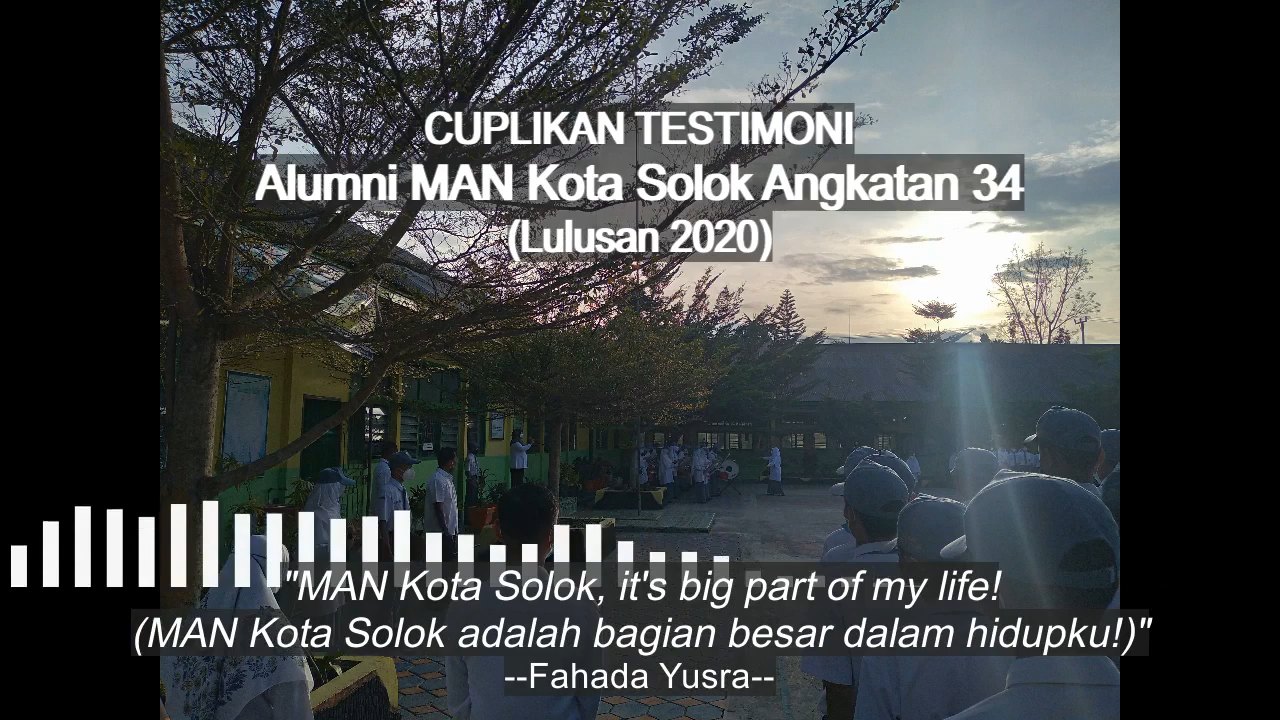 CUPLIKAN TESTIMONI
Alumni MAN Kota Solok Angkatan 34
(Lulusan 2020)
"MAN Kota Solok, it's big part of my life!
(MAN Kota Solok adalah bagian besar dalam hidupku!)"
--Fahada Yusra--